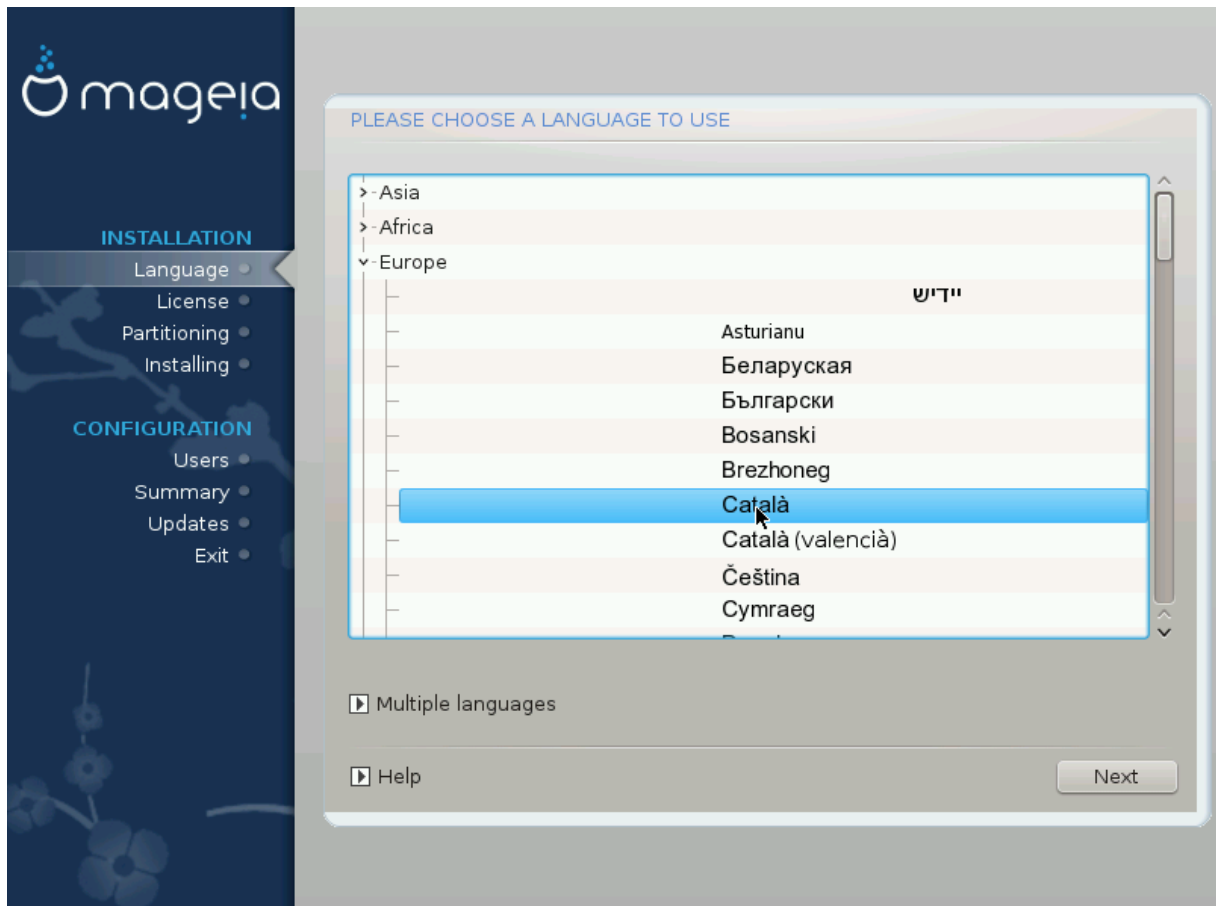 mageia
INSTALLATION
Language
License
Partitioning
Installing
CONFIGURATION
Users
Summary
Updates
Exit
PLEASE CHOOSE A LANGUAGE TO USE
Asia
Africa
Europe
ייִדיש
Asturianu
Беларуская
Български
Bosanski
Brezhoneg
Català
Català (valencià)
Čeština
Cymraeg
Multiple languages
Help
Next